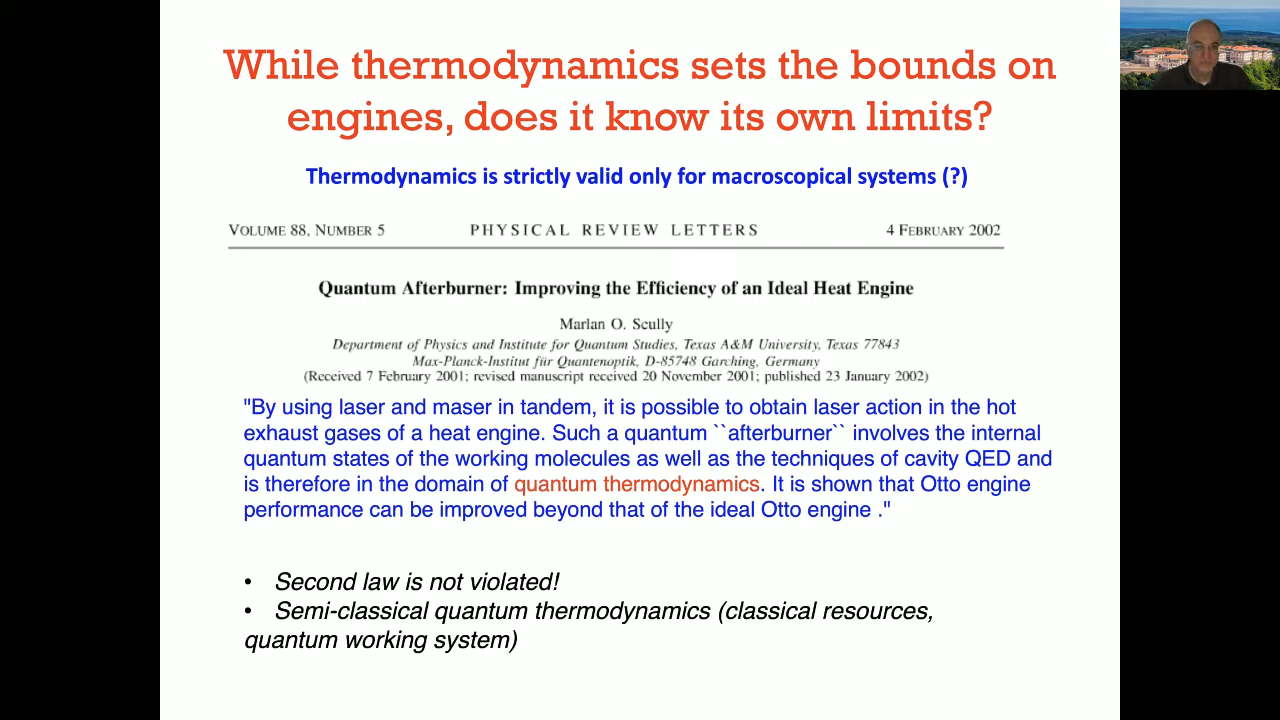 While thermodynamics sets the bounds on
engines, does it know its own limits?
Thermodynamics is strictly valid only for macroscopical systems (?)
VOLUME 88, NUMBER 5 PHYSICAL REVIEW LETTERS 4 FEBRUARY 2002
Quantum Afterburner: Improving the Efficiency of an Ideal Heat Engine
Marlan O. Scully
Department of Physics and Institute for Quantum Studies, Texas A&M University, Texas 77843
Max-Planck-Institut für Quantenoptik, D-85748 Garching, Germany
(Received 7 February 2001; revised manuscript received 20 November 2001; published 23 January 2002)
"By using laser and maser in tandem, it is possible to obtain laser action in the hot
exhaust gases of a heat engine. Such a quantum ``afterburner`` involves the internal
quantum states of the working molecules as well as the techniques of cavity QED and
is therefore in the domain of quantum thermodynamics. It is shown that Otto engine
performance can be improved beyond that of the ideal Otto engine ."
• Second law is not violated!
• Semi-classical quantum thermodynamics (classical resources,
quantum working system)